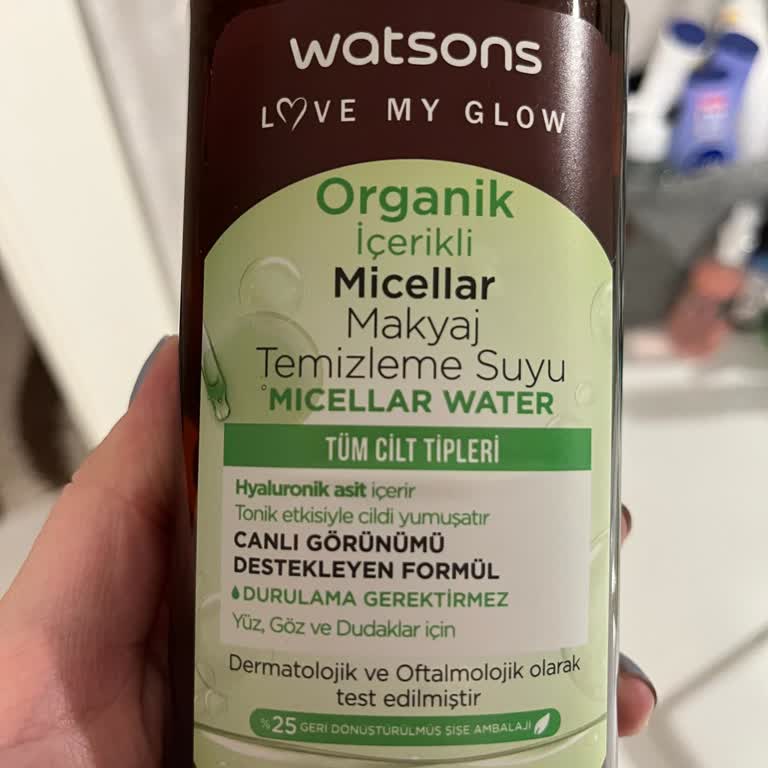 watsons
LOVE MY GLOW
Organik
İçerikli
Micellar
Makyaj
Temizleme Suyu
MICELLAR WATER
TÜM CİLT TİPLERİ
Hyaluronik asit içerir
Tonik etkisiyle cildi yumuşatır
CANLI GÖRÜNÜMÜ
DESTEKLEYEN FORMÜL
DURULAMA GEREKTİRMEZ
Yüz, Göz ve Dudaklar için
Dermatolojik ve Oftalmolojik olarak
test edilmiştir
%25 GERİ DÖNÜŞTÜRÜLMÜŞ ŞİŞE AMBALAJI